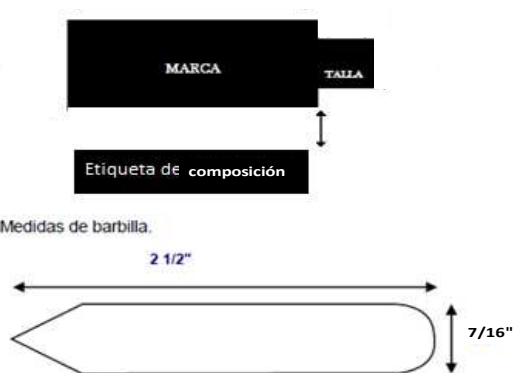 MARCA
TALLA
Etiqueta de composición
Medidas de barbilla.
2 1/2"
7/16"